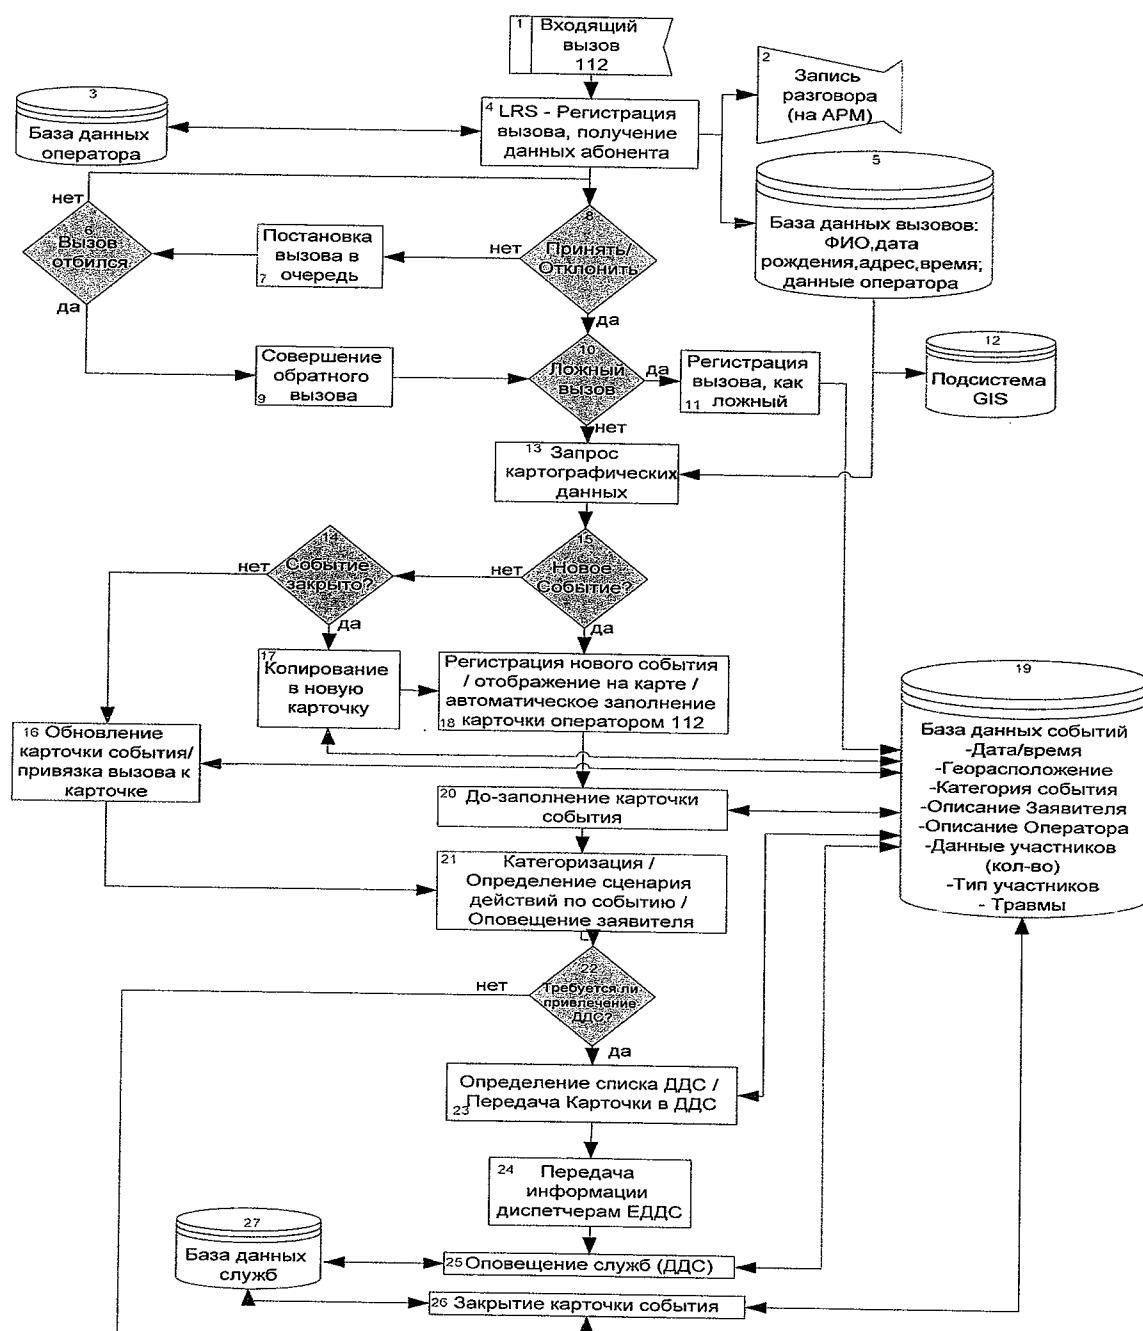 1 Входящий
вызов
112
2
Запись
разговора
(на АРМ)
3
База данных
оператора
4 LRS - Регистрация
вызова, получение
данных абонента
5
База данных вызовов:
ФИО,дата
рождения,адрес,время;
данные оператора
нет
6
Вызов
отбился
да
Постановка
вызова в
7 очередь
нет
8
Принять/
Отклонить
да
Совершение
обратного
9 вызова
10
Ложный
вызов
да
нет
Регистрация
вызова, как
11 ложный
12
Подсистема
GIS
13 Запрос
картографических
данных
14
Событие
закрыто?
нет
да
15
Новое
Событие?
нет
да
17
Копирование
в новую
карточку
Регистрация нового события
/ отображение на карте /
автоматическое заполнение
18 карточки оператором 112
16 Обновление
карточки события/
привязка вызова к
карточке
19
База данных событий
-Дата/время
-Георасположение
-Категория события
-Описание Заявителя
-Описание Оператора
-Данные участников
(кол-во)
-Тип участников
- Травмы
20 До-заполнение карточки
события
21 Категоризация /
Определение сценария
действий по событию /
Оповещение заявителя
22
Требуется ли
привлечение
ДДС?
нет
да
Определение списка ДДС /
23 Передача Карточки в ДДС
24 Передача
информации
диспетчерам ЕДДС
27
База данных
служб
25 Оповещение служб (ДДС)
26 Закрытие карточки события